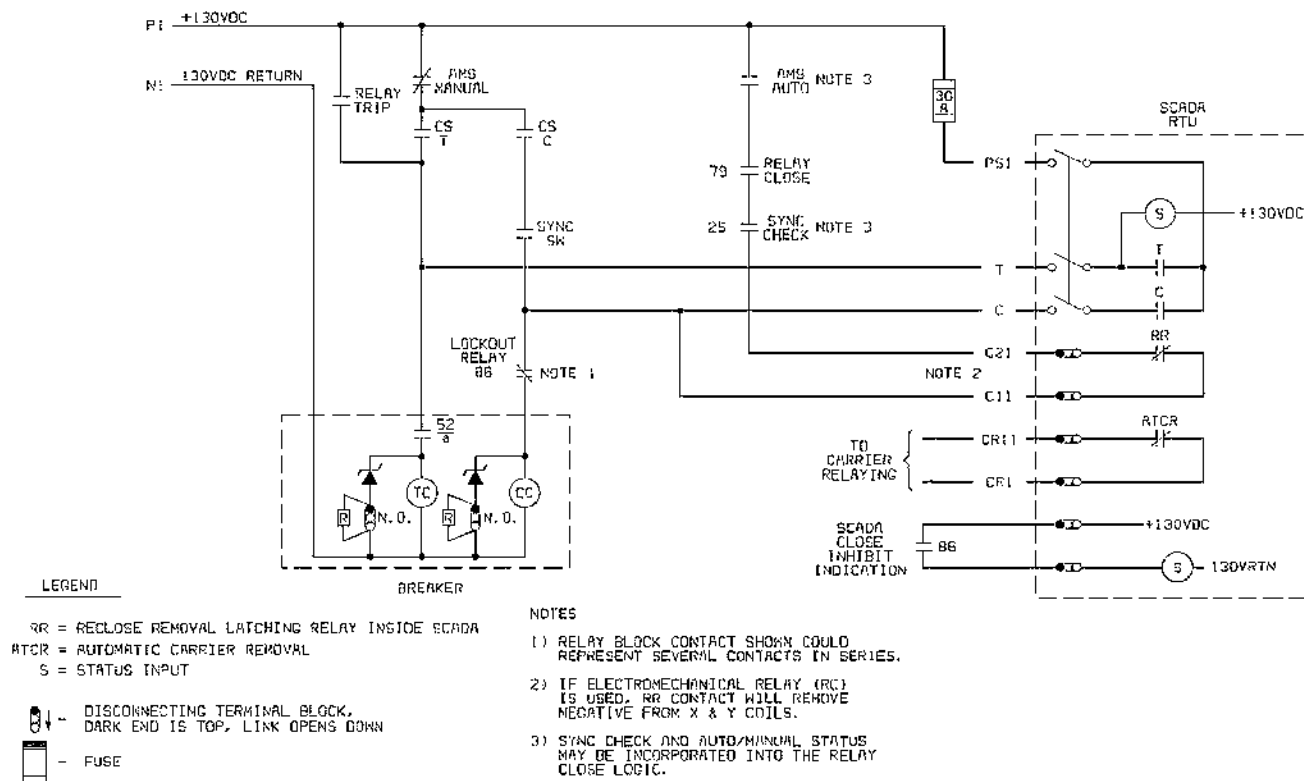 P1 +130VDC
N1 130VDC RETURN
RELAY
TRIP
AMS
MANUAL
CS
T
CS
C
SYNC
SW
AMS
AUTO NOTE 3
79 RELAY
CLOSE
25 SYNC
CHECK NOTE 3
30
A
SCADA
RTU
PS1
S +130VDC
T T
C C
LOCKOUT
RELAY
86 NOTE 1
C21 RR
NOTE 2
C11
52
a
TC
CC
R N.O.
R N.O.
BREAKER
TO
CARRIER
RELAYING
CR11 ATCR
CR1
SCADA
CLOSE
INHIBIT
INDICATION
86
+130VDC
S 130VRTN
LEGEND
RR = RECLOSE REMOVAL LATCHING RELAY INSIDE SCADA
ATCR = AUTOMATIC CARRIER REMOVAL
S = STATUS INPUT
- DISCONNECTING TERMINAL BLOCK,
DARK END IS TOP, LINK OPENS DOWN
- FUSE
NOTES
1) RELAY BLOCK CONTACT SHOWN COULD
REPRESENT SEVERAL CONTACTS IN SERIES.
2) IF ELECTROMECHANICAL RELAY (RC)
IS USED, RR CONTACT WILL REMOVE
NEGATIVE FROM X & Y COILS.
3) SYNC CHECK AND AUTO/MANUAL STATUS
MAY BE INCORPORATED INTO THE RELAY
CLOSE LOGIC.